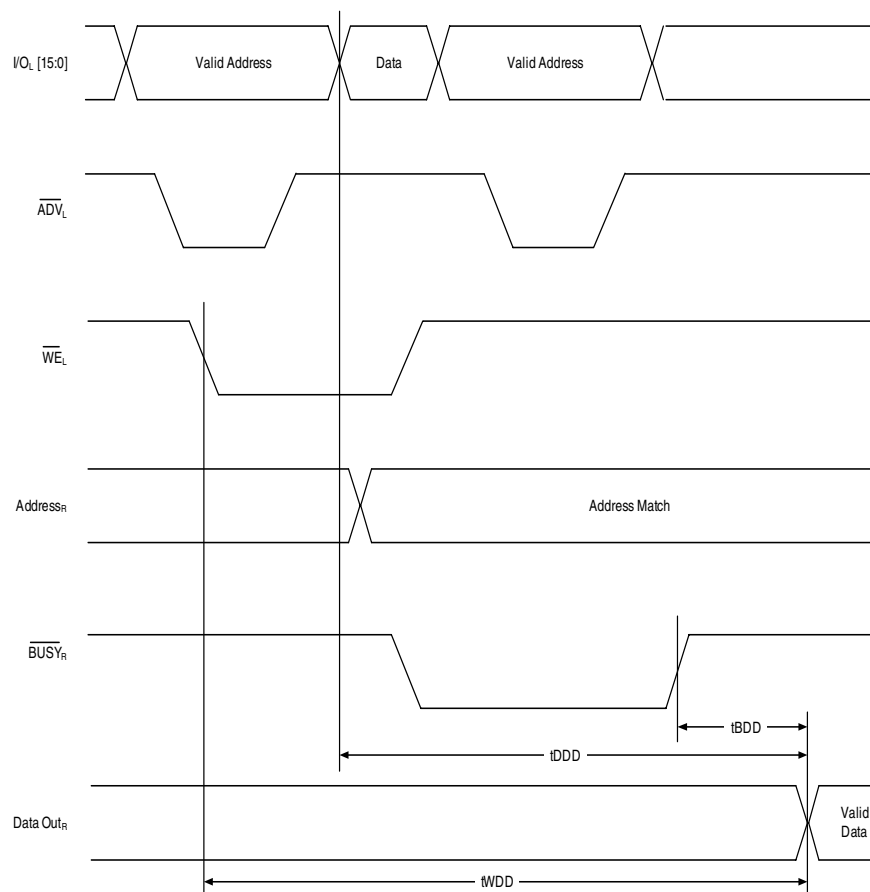 I/OL [15:0]
Valid Address
Data
Valid Address
ADVL
WEL
AddressR
Address Match
BUSYR
tBDD
tDDD
Data OutR
Valid
Data
tWDD